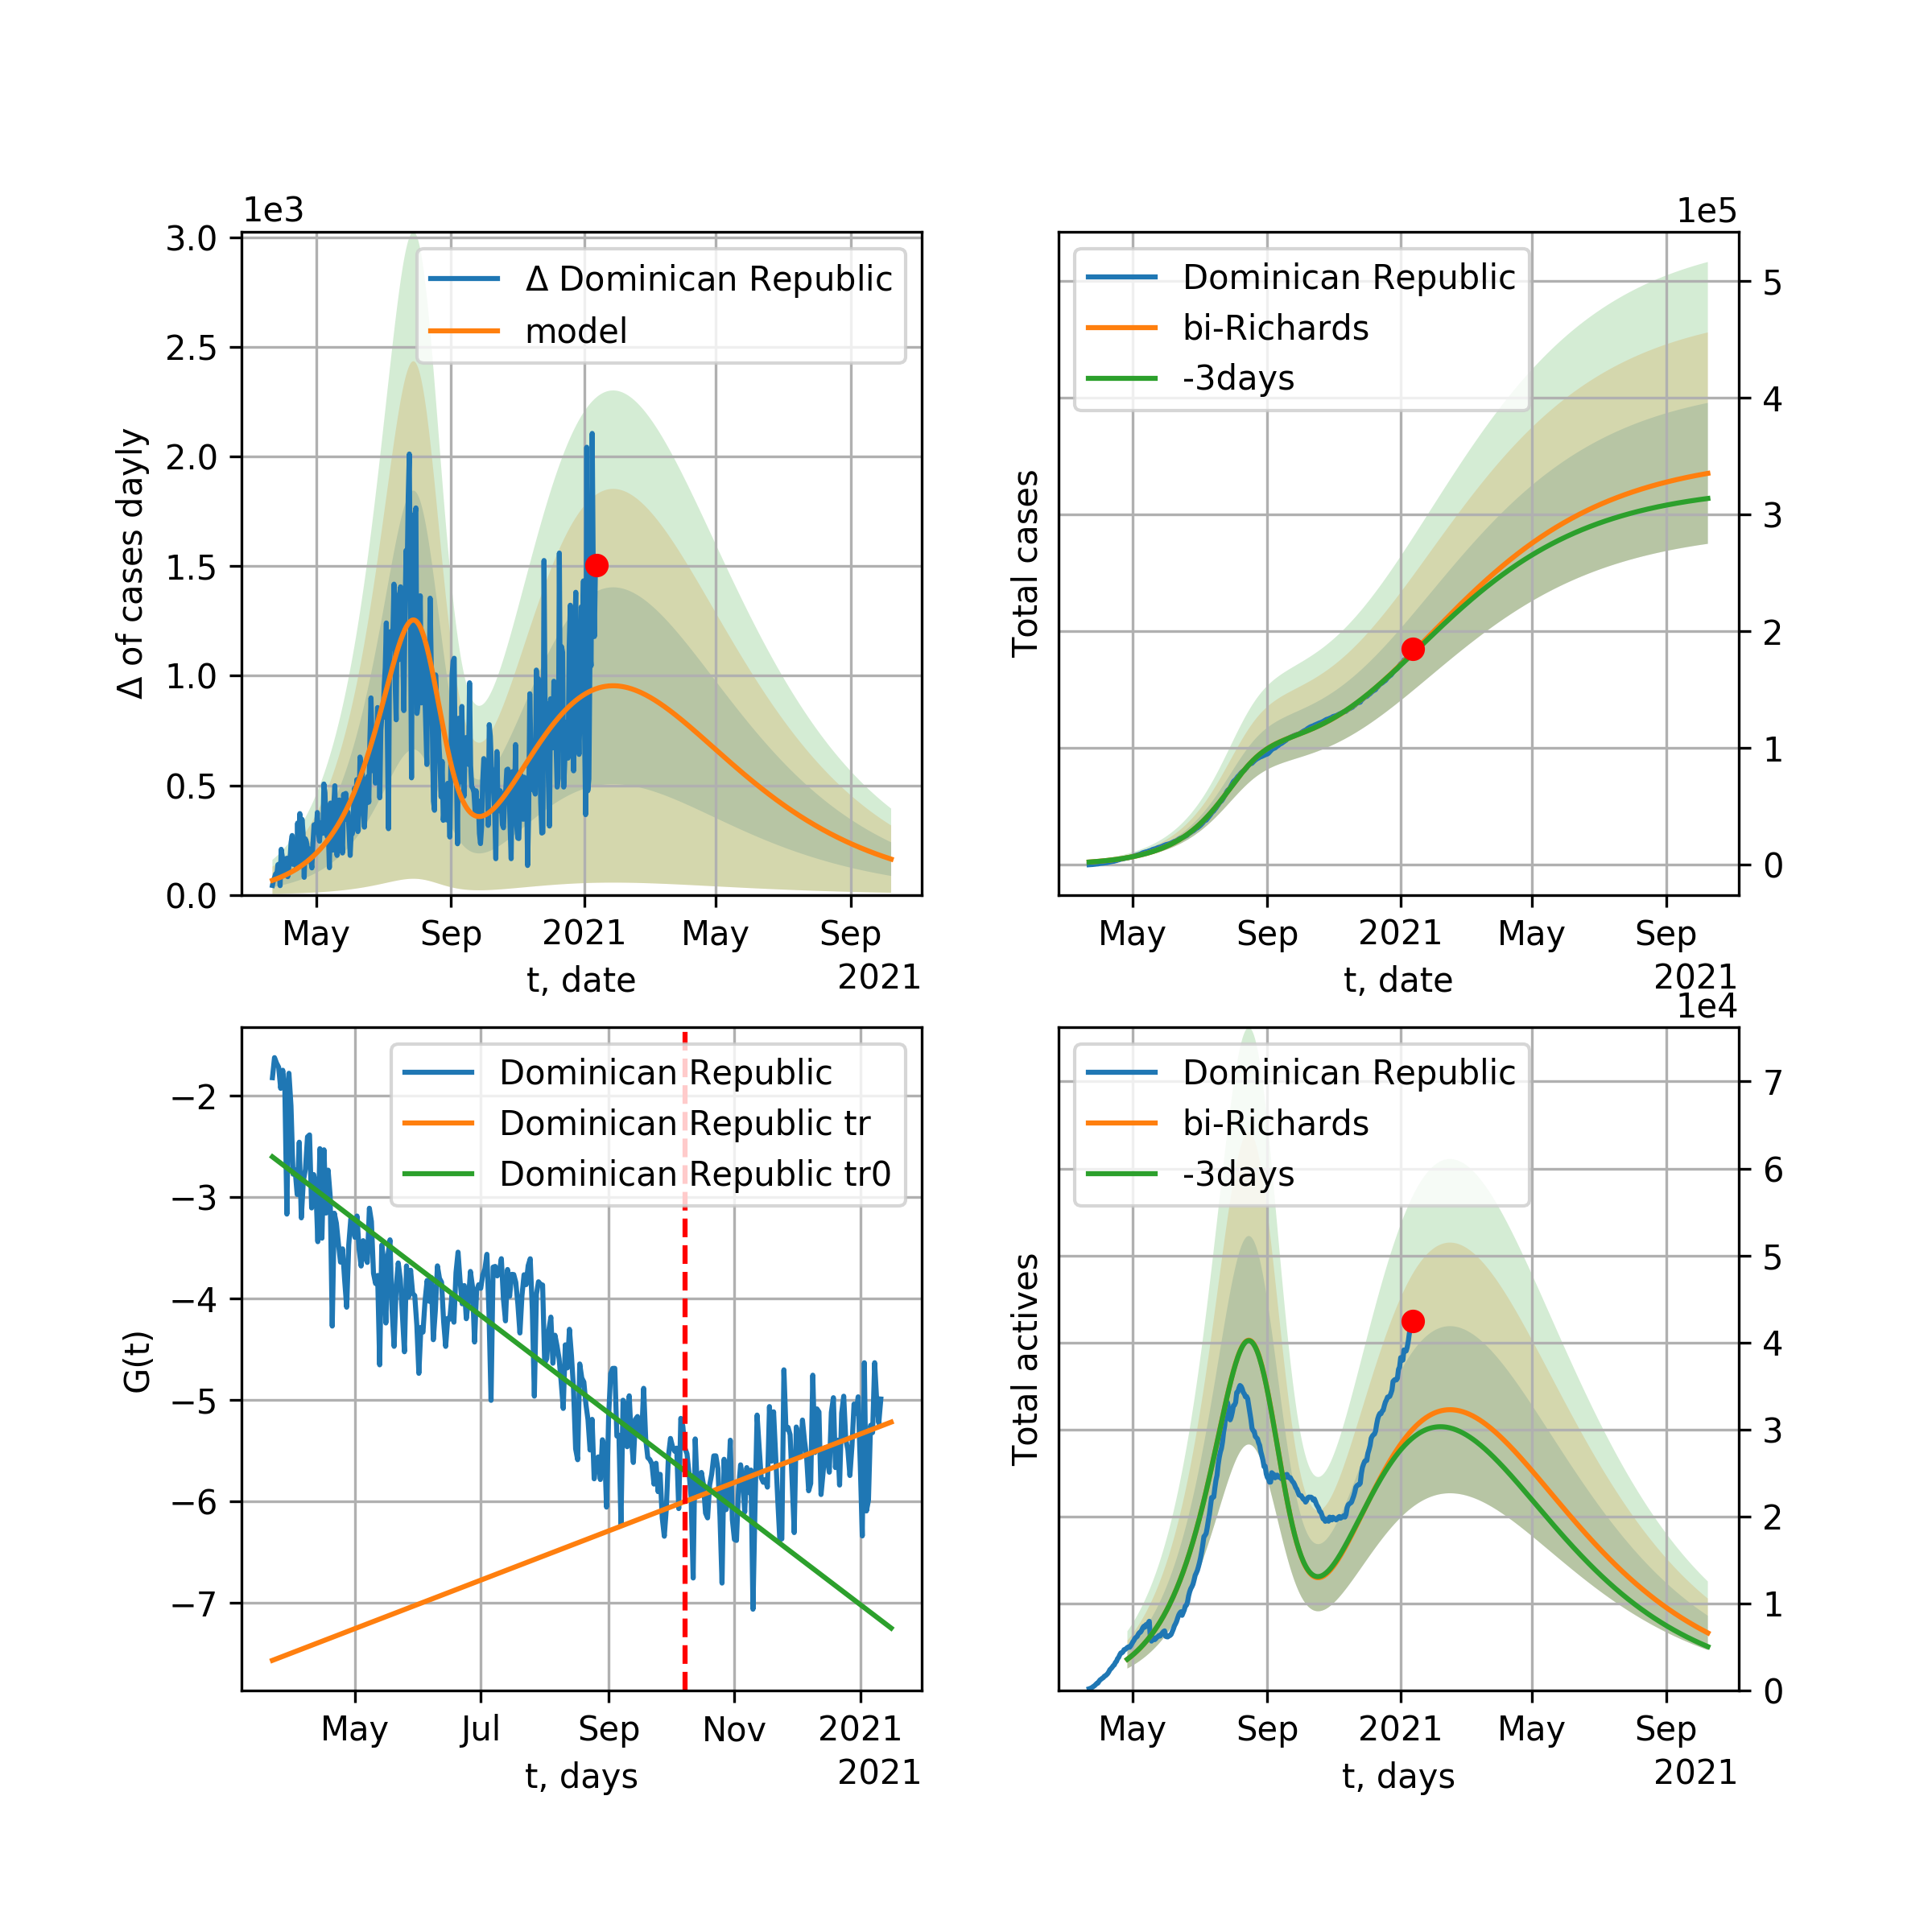 1e3
3.0
2.5
2.0
1.5
1.0
0.5
0.0
Δ of cases dayly
Δ Dominican Republic
model
May Sep 2021 May Sep
t, date
2021
1e5
Total cases
Dominican Republic
bi-Richards
-3days
5
4
3
2
1
0
May Sep 2021 May Sep
t, date
2021
G(t)
−2
−3
−4
−5
−6
−7
Dominican Republic
Dominican Republic tr
Dominican Republic tr0
May Jul Sep Nov 2021
t, days
2021
1e4
Total actives
Dominican Republic
bi-Richards
-3days
7
6
5
4
3
2
1
0
May Sep 2021 May Sep
t, days
2021